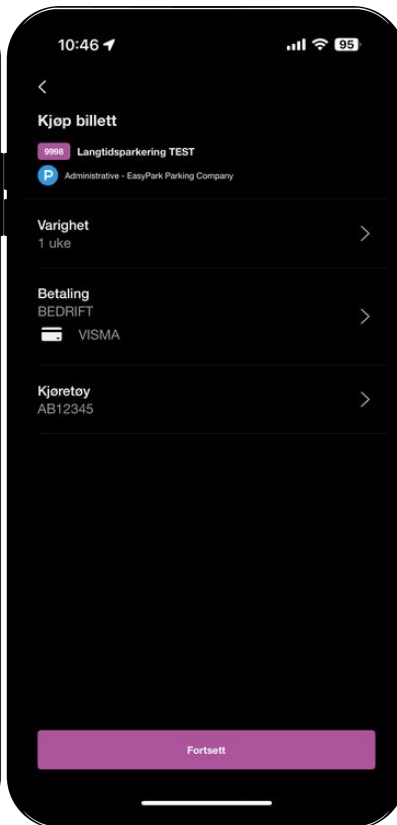 10:46
95
Kjøp billett
9998 Langtidsparkering TEST
P Administrative - EasyPark Parking Company
Varighet
1 uke
Betaling
BEDRIFT
VISMA
Kjøretøy
AB12345
Fortsett